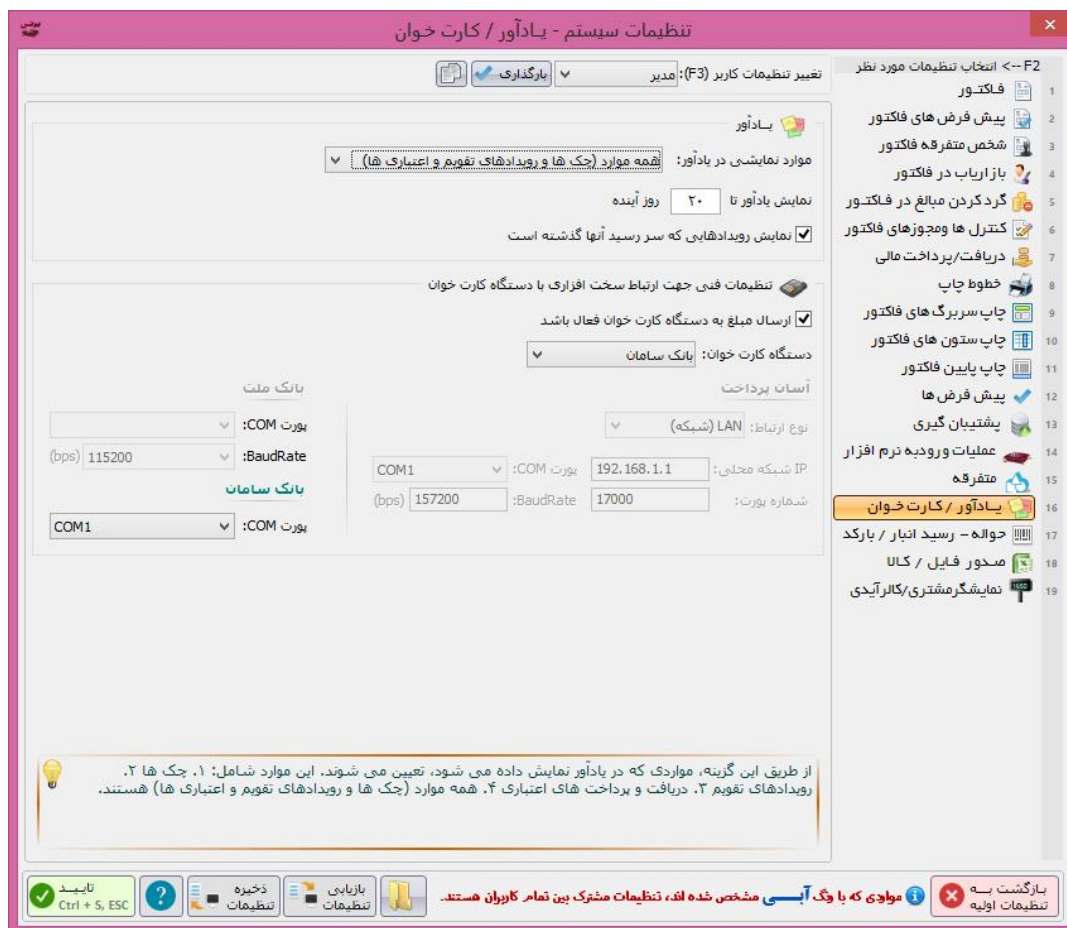 تنظیمات سیستم - یـادآور / کارت خـوان
F2 --> انتخاب تنظیمات مورد نظر
1 فـاکتـور
2 پیش فرض های فاکتور
3 شخص متفرقه فاکتور
4 بازاریاب در فاکتور
5 گرد کردن مبالغ در فـاکتـور
6 کنترل ها ومجوزهای فاکتور
7 دریافت/پرداخت مالی
8 خطوط چاپ
9 چاپ سربرگ های فاکتور
10 چاپ ستون های فاکتور
11 چاپ پایین فاکتور
12 پیش فرض ها
13 پشتیبان گیری
14 عملیات ورودبه نرم افزار
15 متفرقه
16 یـادآور / کارت خـوان
17 حواله - رسید انبار / بارکد
18 صدور فایل / کالا
19 نمایشگرمشتری/کالرآیدی
تغییر تنظیمات کاربر (F3): مدیر بارگذاری
یـادآور
موارد نمایشی در یادآور: همه موارد (چک ها و رویدادهای تقویم و اعتباری ها)
نمایش یادآور تا ۲۰ روز آینده
نمایش رویدادهایی که سر رسید آنها گذشته است
تنظیمات فنی جهت ارتباط سخت افزاری با دستگاه کارت خوان
ارسال مبلغ به دستگاه کارت خوان فعال باشد
دستگاه کارت خوان: بانک سامان
آسان پرداخت
نوع ارتباط: LAN (شبکه)
IP شبکه محلی: 192.168.1.1 پورت COM: COM1
شماره پورت: 17000 BaudRate: 157200 (bps)
بانک ملت
پورت COM:
BaudRate: 115200 (bps)
بانک سامان
پورت COM: COM1
از طریق این گزینه، مواردی که در یادآور نمایش داده می شود، تعیین می شوند. این موارد شامل: ۱. چک ها ۲.
رویدادهای تقویم ۳. دریافت و پرداخت های اعتباری ۴. همه موارد (چک ها و رویدادهای تقویم و اعتباری ها) هستند.
بازگشت بـــه
تنظیمات اولیه
مواردی که با رنگ آبـــــی مشخص شده اند، تنظیمات مشترک بین تمام کاربران هستند.
بازیابی
تنظیمات
ذخیره
تنظیمات
تاییـــد
Ctrl + S, ESC